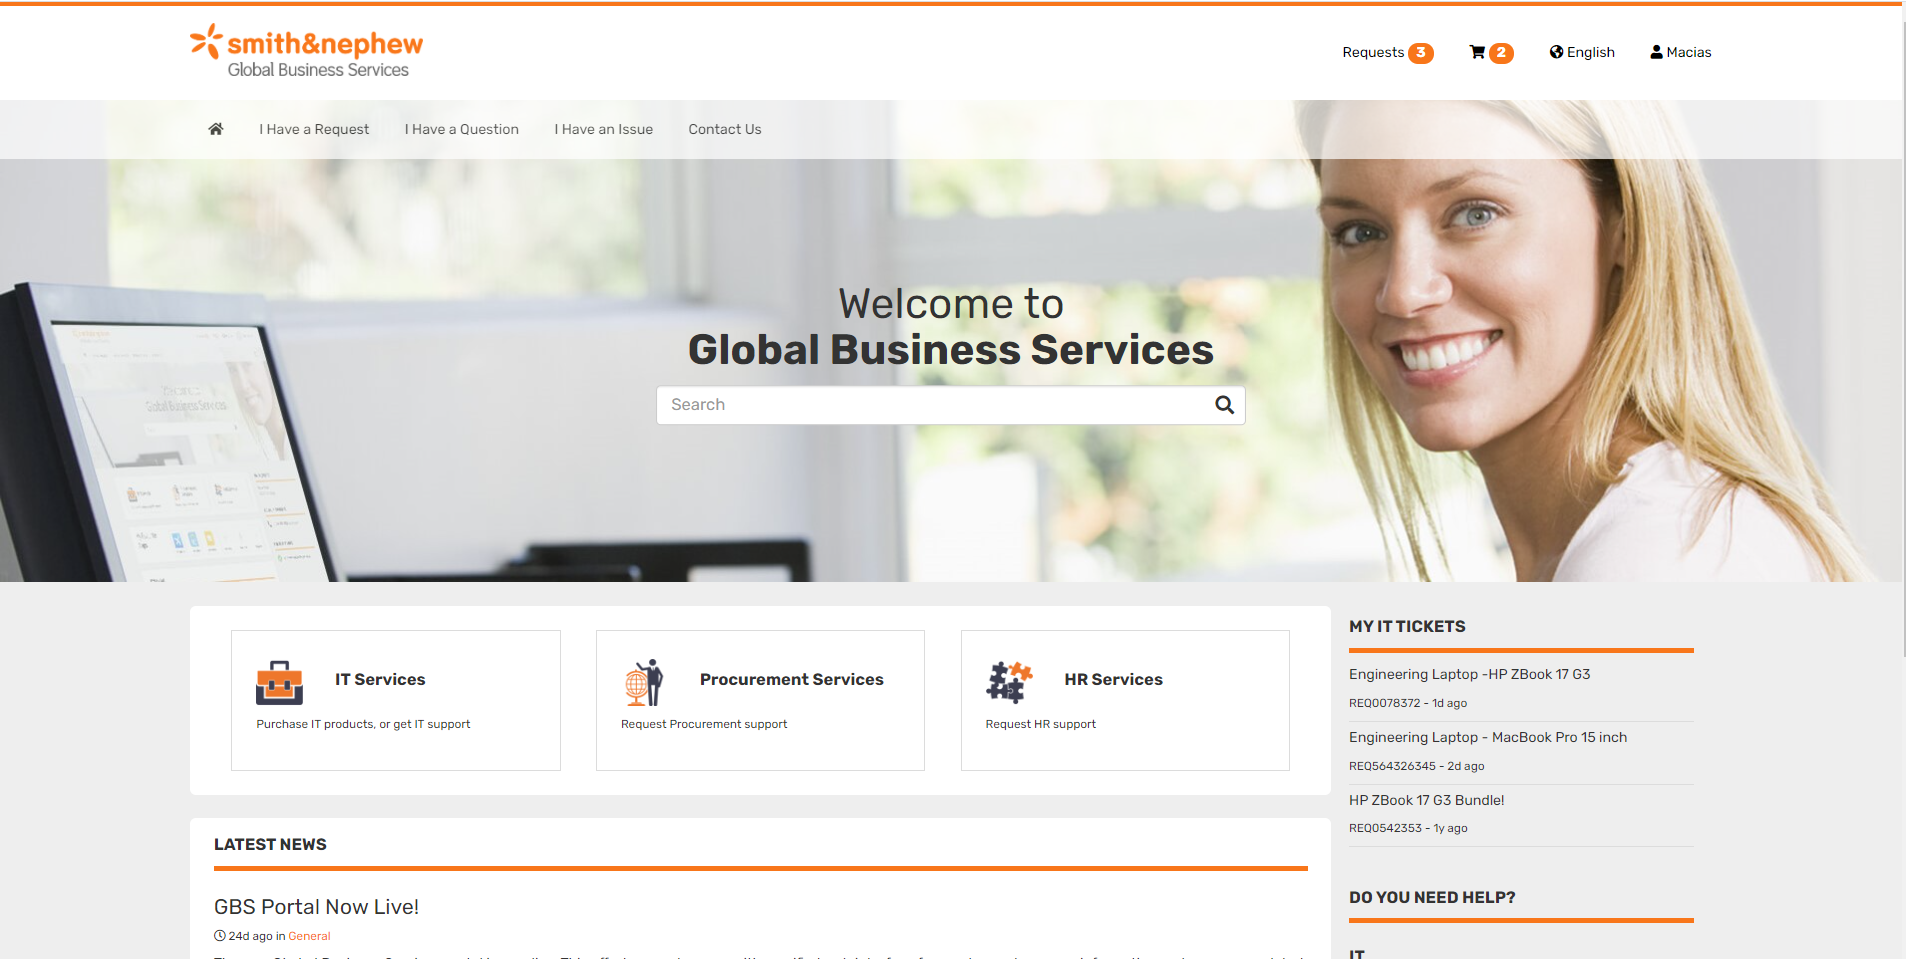 smith&nephew
Global Business Services
Requests 3
2
English
Macias
I Have a Request
I Have a Question
I Have an Issue
Contact Us
Welcome to
Global Business Services
Search
IT Services
Purchase IT products, or get IT support
Procurement Services
Request Procurement support
HR Services
Request HR support
LATEST NEWS
GBS Portal Now Live!
24d ago in General
MY IT TICKETS
Engineering Laptop -HP ZBook 17 G3
REQ0078372 - 1d ago
Engineering Laptop - MacBook Pro 15 inch
REQ564326345 - 2d ago
HP ZBook 17 G3 Bundle!
REQ0542353 - 1y ago
DO YOU NEED HELP?
IT